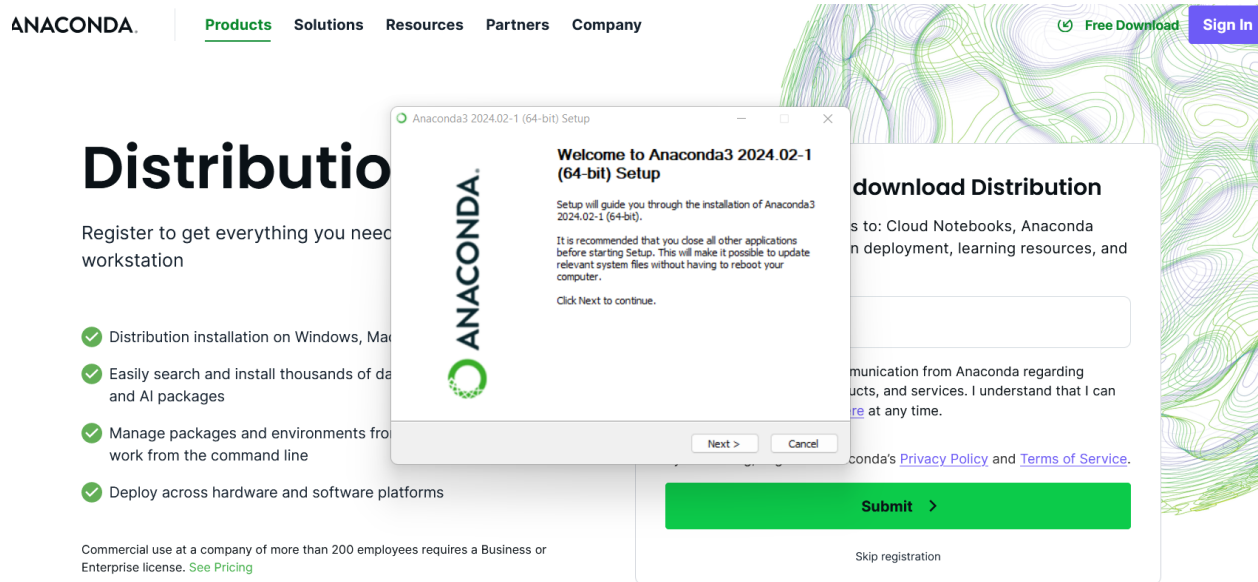 ANACONDA.
Products
Solutions
Resources
Partners
Company
Free Download
Sign In
Distributio
Register to get everything you need
workstation
Distribution installation on Windows, Mac
Easily search and install thousands of da
and AI packages
Manage packages and environments fro
work from the command line
Deploy across hardware and software platforms
Commercial use at a company of more than 200 employees requires a Business or
Enterprise license. See Pricing
Anaconda3 2024.02-1 (64-bit) Setup
ANACONDA.
Welcome to Anaconda3 2024.02-1
(64-bit) Setup
Setup will guide you through the installation of Anaconda3
2024.02-1 (64-bit).
It is recommended that you close all other applications
before starting Setup. This will make it possible to update
relevant system files without having to reboot your
computer.
Click Next to continue.
Next >
Cancel
download Distribution
s to: Cloud Notebooks, Anaconda
n deployment, learning resources, and
munication from Anaconda regarding
ucts, and services. I understand that I can
re at any time.
conda's Privacy Policy and Terms of Service.
Submit
Skip registration